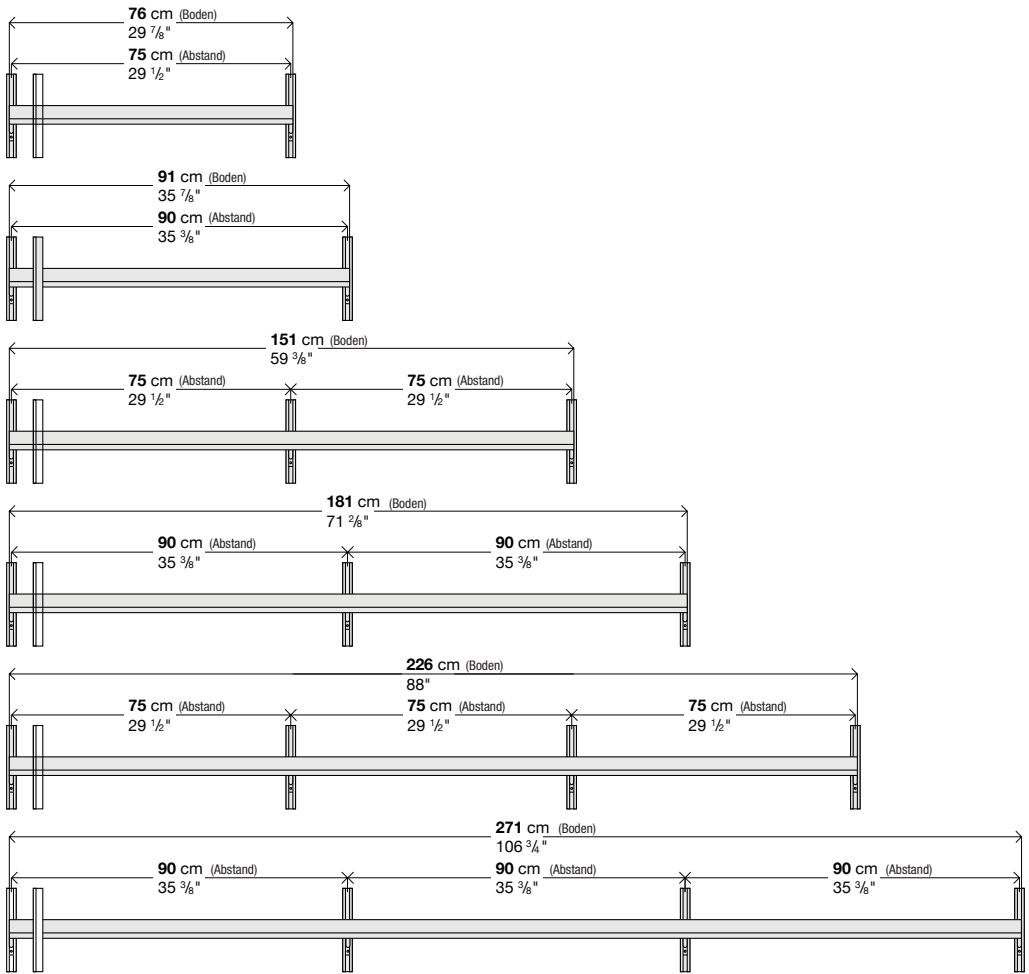 76 cm (Boden)
29 ⅞"
75 cm (Abstand)
29 ½"
91 cm (Boden)
35 ⅞"
90 cm (Abstand)
35 ⅜"
151 cm (Boden)
59 ⅜"
75 cm (Abstand) 75 cm (Abstand)
29 ½" 29 ½"
181 cm (Boden)
71 2/8"
90 cm (Abstand) 90 cm (Abstand)
35 ⅜" 35 ⅜"
226 cm (Boden)
88"
75 cm (Abstand) 75 cm (Abstand) 75 cm (Abstand)
29 ½" 29 ½" 29 ½"
271 cm (Boden)
106 ¾"
90 cm (Abstand) 90 cm (Abstand) 90 cm (Abstand)
35 ⅜" 35 ⅜" 35 ⅜"